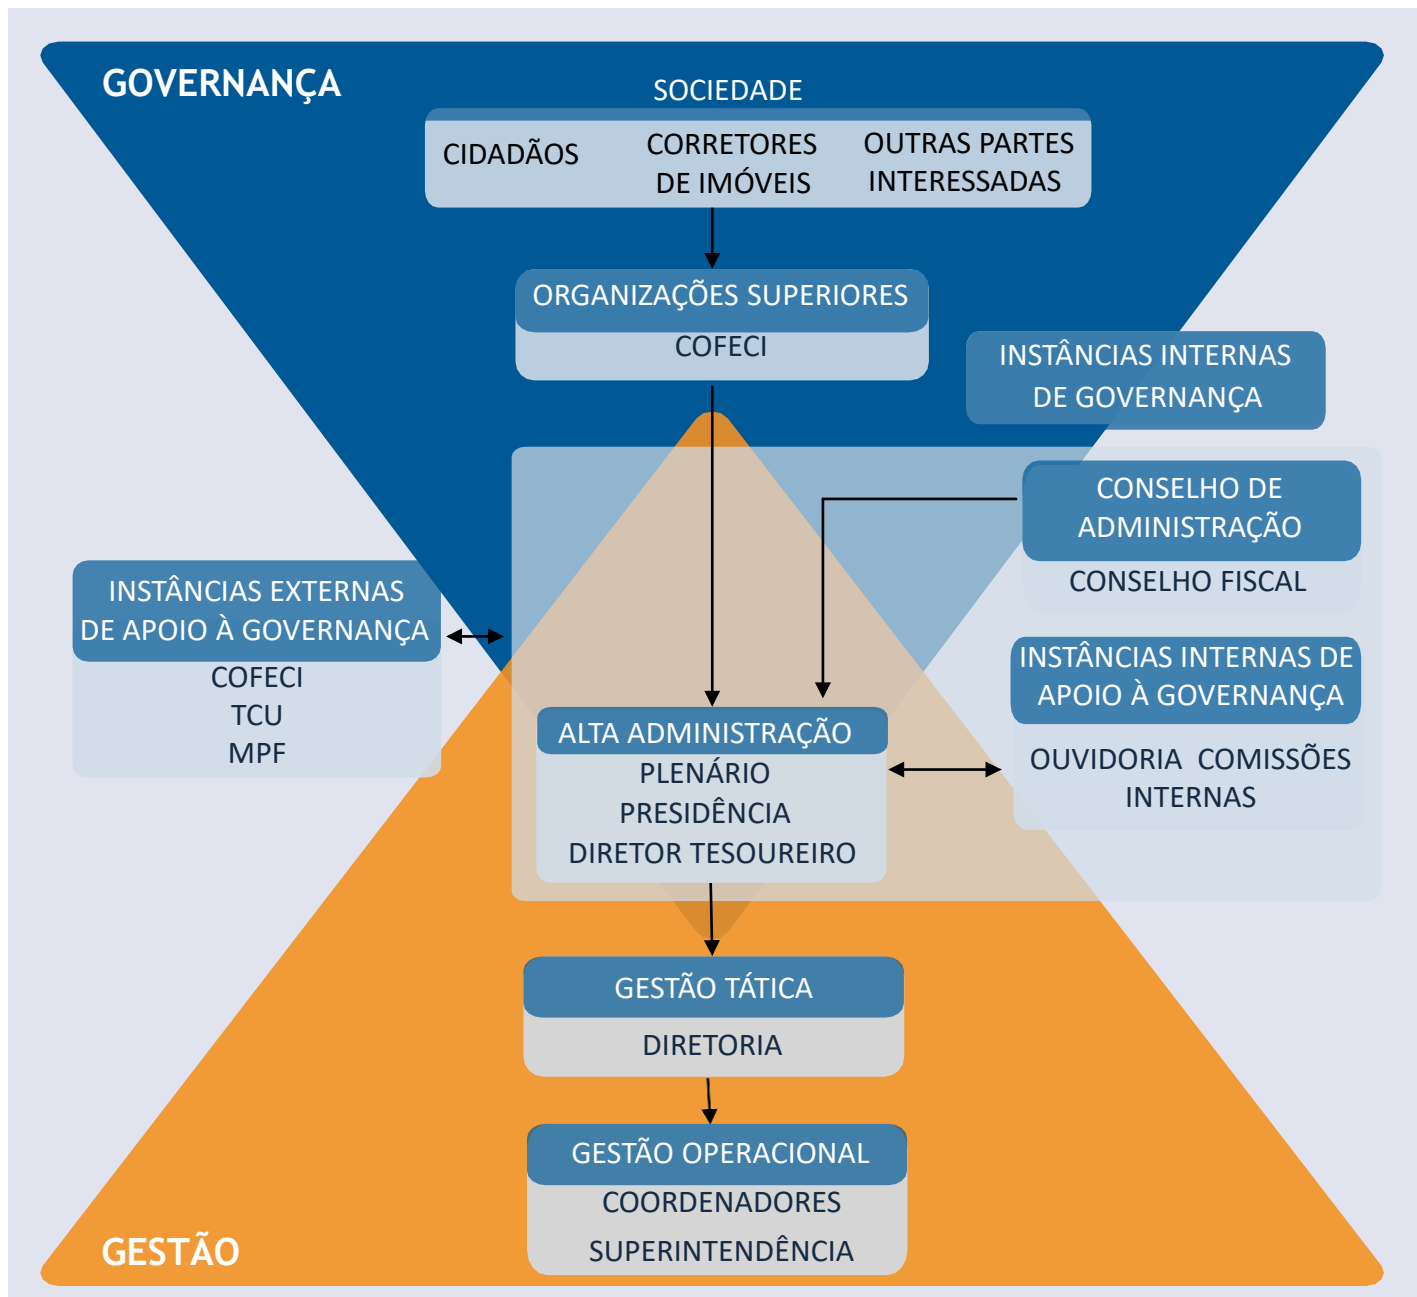 GOVERNANÇA
SOCIEDADE
CIDADÃOS
CORRETORES
DE IMÓVEIS
OUTRAS PARTES
INTERESSADAS
ORGANIZAÇÕES SUPERIORES
COFECI
INSTÂNCIAS INTERNAS
DE GOVERNANÇA
CONSELHO DE
ADMINISTRAÇÃO
CONSELHO FISCAL
INSTÂNCIAS EXTERNAS
DE APOIO À GOVERNANÇA
COFECI
TCU
MPF
INSTÂNCIAS INTERNAS DE
APOIO À GOVERNANÇA
OUVIDORIA COMISSÕES
INTERNAS
ALTA ADMINISTRAÇÃO
PLENÁRIO
PRESIDÊNCIA
DIRETOR TESOUREIRO
GESTÃO TÁTICA
DIRETORIA
GESTÃO OPERACIONAL
COORDENADORES
SUPERINTENDÊNCIA
GESTÃO